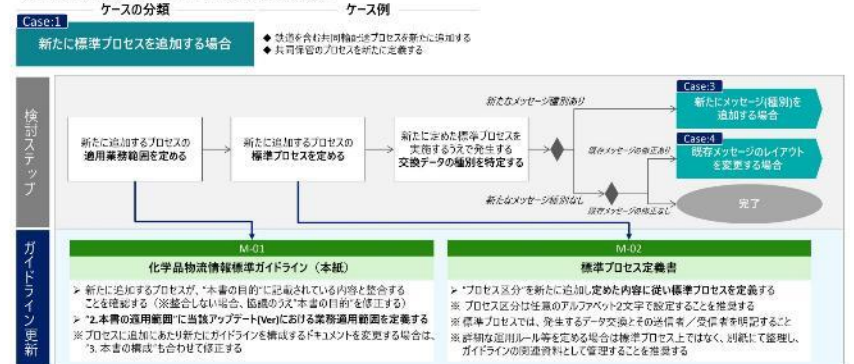 ケースの分類
ケース例
Case:1
新たに標準プロセスを追加する場合
◆ 鉄道を含む共同輸配送プロセスを新たに追加する
◆ 共同保管のプロセスを新たに定義する
検討ステップ
新たに追加するプロセスの
適用業務範囲を定める
新たに追加するプロセスの
標準プロセスを定める
新たに定めた標準プロセスを
実施するうえで発生する
交換データの種別を特定する
新たなメッセージ種別あり
Case:3
新たにメッセージ(種別)を
追加する場合
既存メッセージの修正あり
Case:4
既存メッセージのレイアウト
を変更する場合
新たなメッセージ種別なし
既存メッセージの修正なし
完了
ガイドライン更新
M-01
化学品物流情報標準ガイドライン（本紙）
➢ 新たに追加するプロセスが、"本書の目的"に記載されている内容と整合する
ことを確認する（※整合しない場合、協議のうえ"本書の目的"を修正する）
➢ "2.本書の適用範囲"に当該アップデート(Ver)における業務適用範囲を定義する
※プロセスに追加にあたり新たにガイドラインを構成するドキュメントを変更する場合は、
"3. 本書の構成"も合わせて修正する
M-02
標準プロセス定義書
➢ "プロセス区分"を新たに追加し定めた内容に従い標準プロセスを定義する
※ プロセス区分は任意のアルファベット2文字で設定することを推奨する
※ 標準プロセスでは、発生するデータ交換とその送信者／受信者を明記すること
※ 詳細な運用ルール等を定める場合は標準プロセス上ではなく、別紙にて整理し、
ガイドラインの関連資料として管理することを推奨する